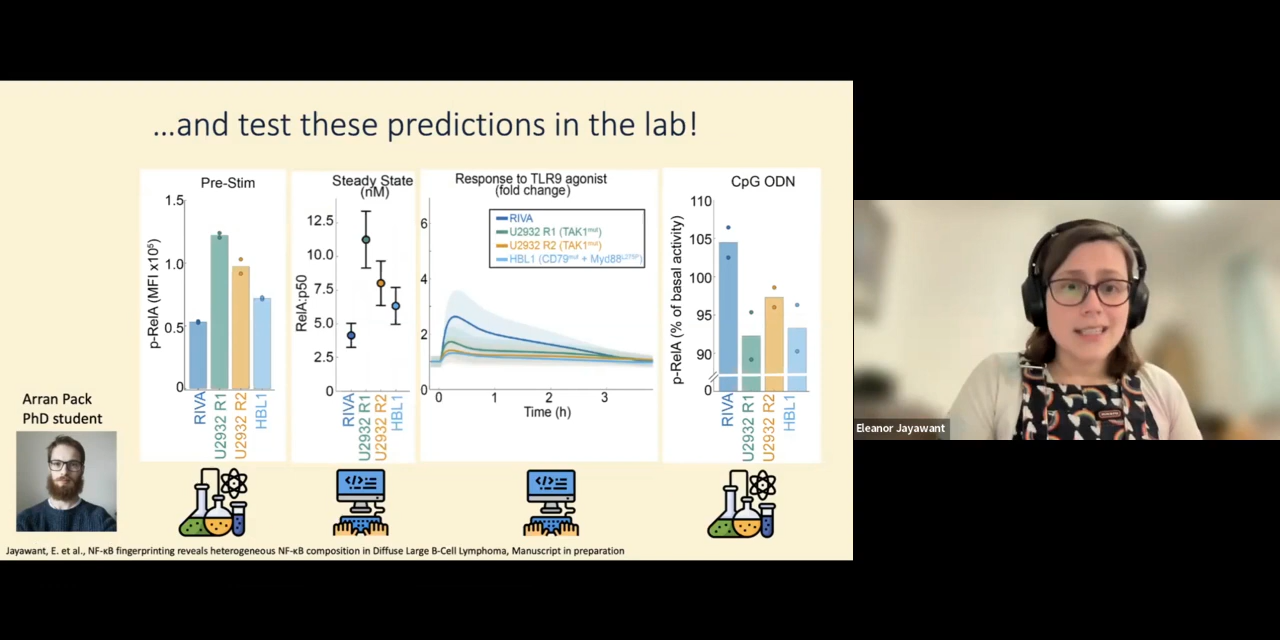 ...and test these predictions in the lab!
Pre-Stim
1.5
1.0
0.5
0
p-RelA (MFI x10⁵)
RIVA
U2932 R1
U2932 R2
HBL1
Steady State
(nM)
12.5
10.0
7.5
5.0
2.5
0
RelA:p50
RIVA
U2932 R1
U2932 R2
HBL1
Response to TLR9 agonist
(fold change)
6
4
2
0
RIVA
U2932 R1 (TAK1ᵐᵘᵗ)
U2932 R2 (TAK1ᵐᵘᵗ)
HBL1 (CD79ᵐᵘᵗ + Myd88ᴸ²⁶⁵ᴾ)
0 1 2 3
Time (h)
CpG ODN
110
105
100
95
90
0
p-RelA (% of basal activity)
RIVA
U2932 R1
U2932 R2
HBL1
Arran Pack
PhD student
Jayawant, E. et al., NF-κB fingerprinting reveals heterogeneous NF-κB composition in Diffuse Large B-Cell Lymphoma, Manuscript in preparation
Eleanor Jayawant